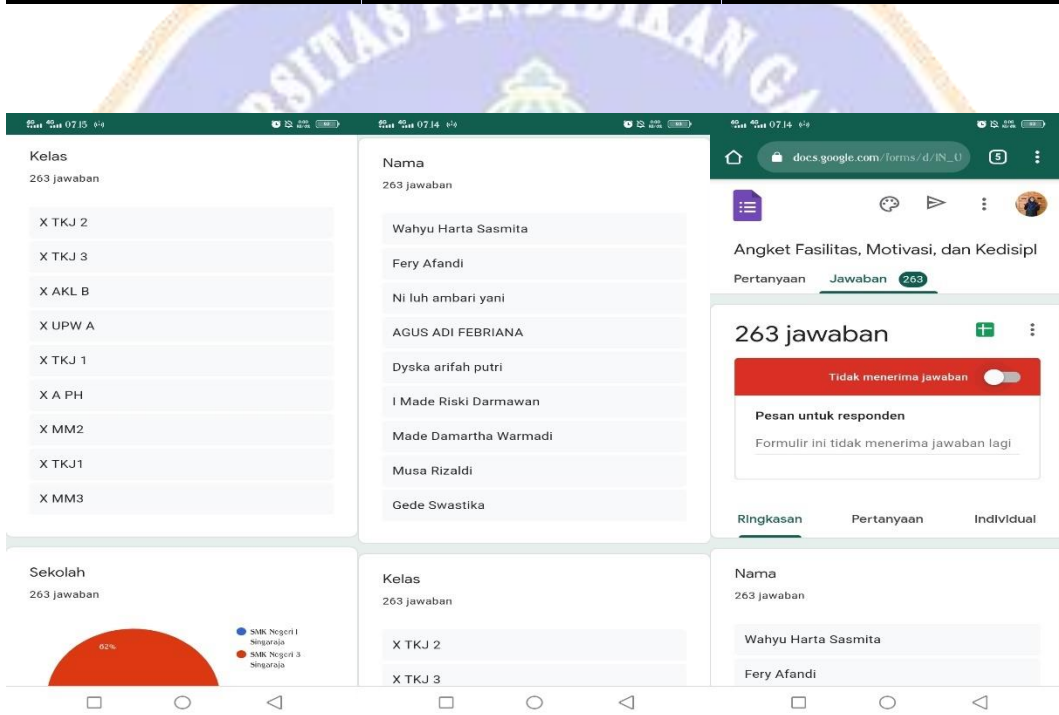 07.15
Kelas
263 jawaban
X TKJ 2
X TKJ 3
X AKL B
X UPW A
X TKJ 1
X A PH
X MM2
X TKJ1
X MM3
Sekolah
263 jawaban
62%
SMK Negeri 1
Singaraja
SMK Negeri 3
Singaraja
07.14
Nama
263 jawaban
Wahyu Harta Sasmita
Fery Afandi
Ni luh ambari yani
AGUS ADI FEBRIANA
Dyska arifah putri
I Made Riski Darmawan
Made Damartha Warmadi
Musa Rizaldi
Gede Swastika
Kelas
263 jawaban
X TKJ 2
X TKJ 3
07.14
docs.google.com/forms/d/1N_U
5
Angket Fasilitas, Motivasi, dan Kedisipl
Pertanyaan Jawaban 263
263 jawaban
Tidak menerima jawaban
Pesan untuk responden
Formulir ini tidak menerima jawaban lagi
Ringkasan Pertanyaan Individual
Nama
263 jawaban
Wahyu Harta Sasmita
Fery Afandi